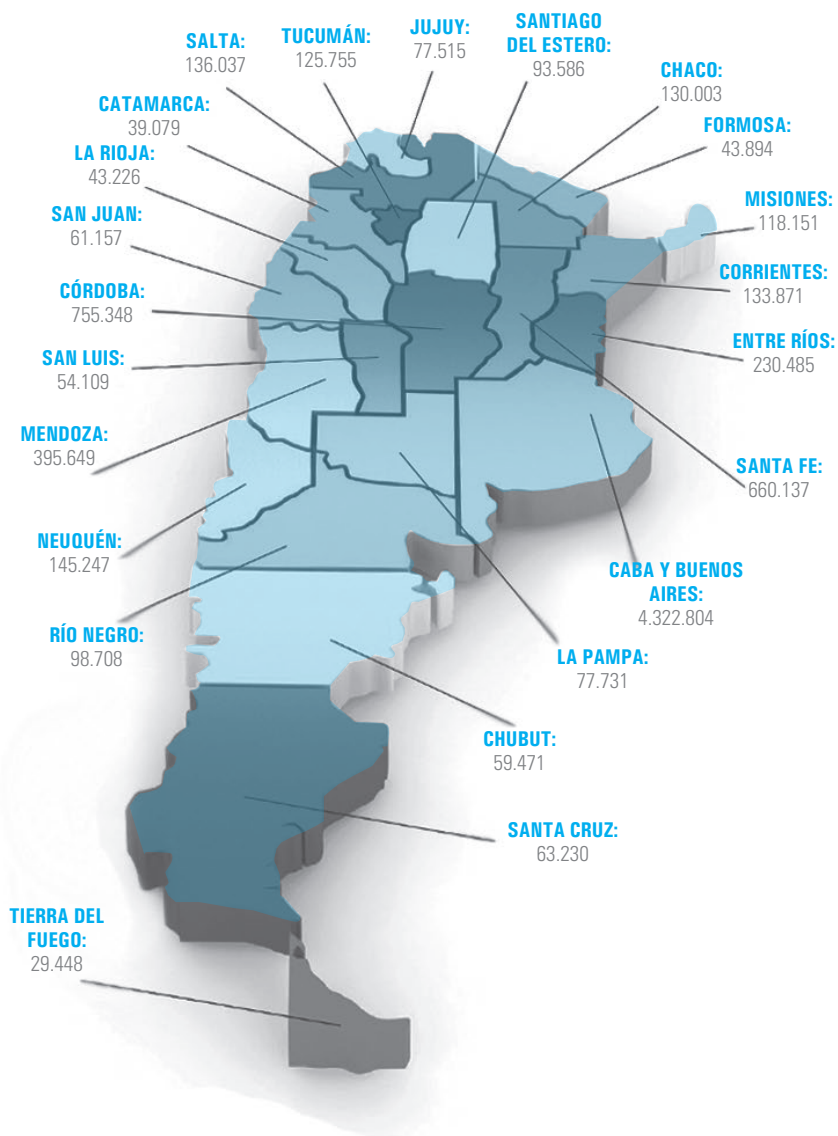 SALTA:
136.037
TUCUMÁN:
125.755
JUJUY:
77.515
SANTIAGO
DEL ESTERO:
93.586
CHACO:
130.003
CATAMARCA:
39.079
FORMOSA:
43.894
LA RIOJA:
43.226
MISIONES:
118.151
SAN JUAN:
61.157
CORRIENTES:
133.871
CÓRDOBA:
755.348
ENTRE RÍOS:
230.485
SAN LUIS:
54.109
MENDOZA:
395.649
SANTA FE:
660.137
NEUQUÉN:
145.247
CABA Y BUENOS
AIRES:
4.322.804
RÍO NEGRO:
98.708
LA PAMPA:
77.731
CHUBUT:
59.471
SANTA CRUZ:
63.230
TIERRA DEL
FUEGO:
29.448